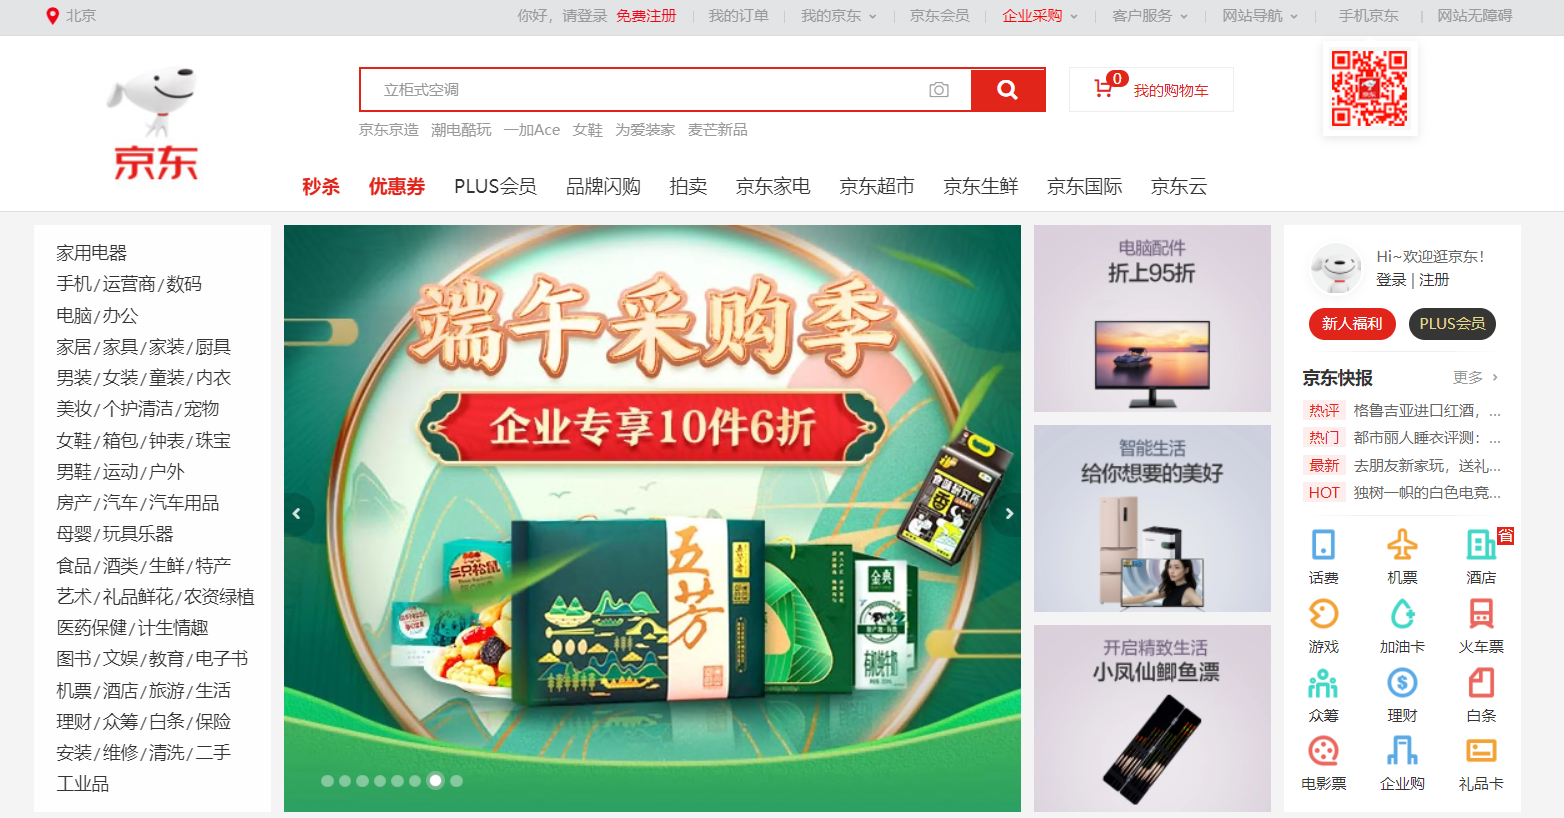 北京
你好，请登录 免费注册 | 我的订单 | 我的京东 | 京东会员 | 企业采购 | 客户服务 | 网站导航 | 手机京东 | 网站无障碍
京东
立柜式空调
0 我的购物车
京东京造 潮电酷玩 一加Ace 女鞋 为爱装家 麦芒新品
秒杀 优惠券 PLUS会员 品牌闪购 拍卖 京东家电 京东超市 京东生鲜 京东国际 京东云
家用电器
手机/运营商/数码
电脑/办公
家居/家具/家装/厨具
男装/女装/童装/内衣
美妆/个护清洁/宠物
女鞋/箱包/钟表/珠宝
男鞋/运动/户外
房产/汽车/汽车用品
母婴/玩具乐器
食品/酒类/生鲜/特产
艺术/礼品鲜花/农资绿植
医药保健/计生情趣
图书/文娱/教育/电子书
机票/酒店/旅游/生活
理财/众筹/白条/保险
安装/维修/清洗/二手
工业品
端午采购季
企业专享10件6折
三只松鼠
五芳
金典
有机纯牛奶
香
电脑配件
折上95折
智能生活
给你想要的美好
开启精致生活
小凤仙鲫鱼漂
Hi~欢迎逛京东！
登录 | 注册
新人福利 PLUS会员
京东快报 更多
热评 格鲁吉亚进口红酒，...
热门 都市丽人睡衣评测：...
最新 去朋友新家玩，送礼...
HOT 独树一帜的白色电竞...
省
话费 机票 酒店
游戏 加油卡 火车票
众筹 理财 白条
电影票 企业购 礼品卡